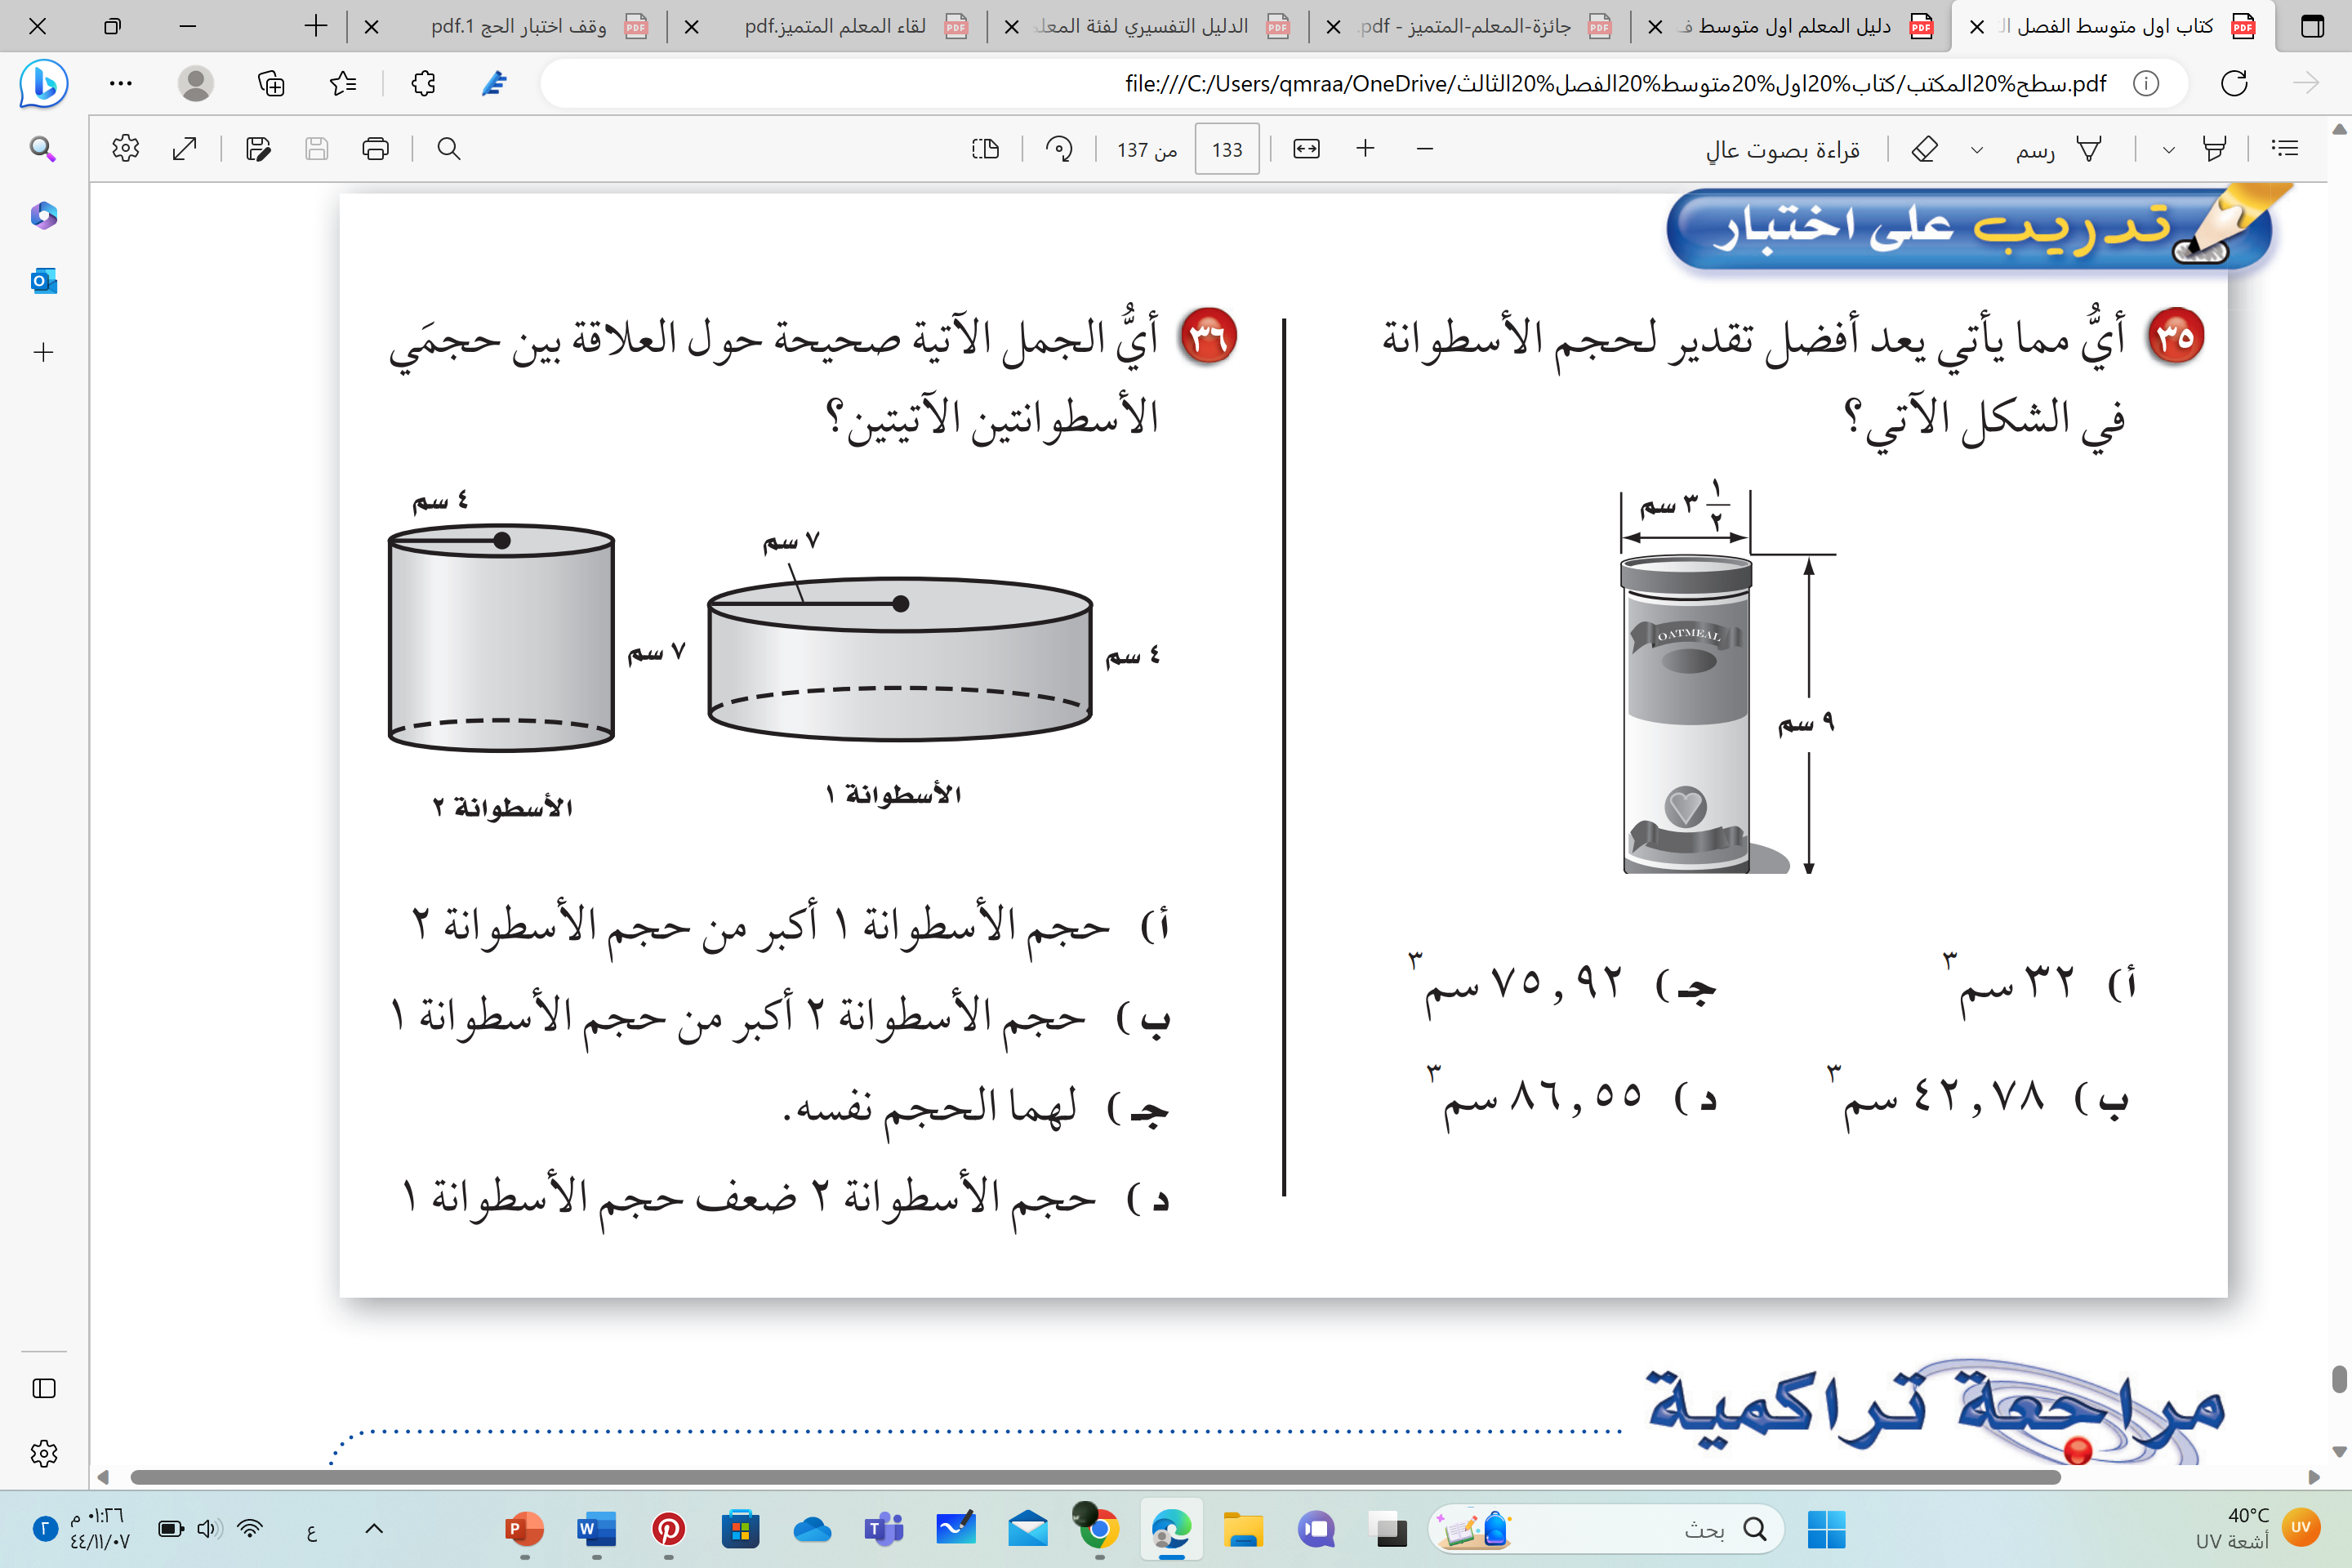 كتاب اول متوسط الفصل ال
دليل المعلم اول متوسط ف
جائزة-المعلم-المتميز - pdf.
الدليل التفسيري لفئة المعلم
لقاء المعلم المتميز.pdf
وقف اختبار الحج 1.pdf
file:///C:/Users/qmraa/OneDrive/سطح%20المكتب/كتاب%20اول%20متوسط%20الفصل%20الثالث.pdf
رسم
قراءة بصوت عالٍ
133
من 137
تدريب على اختبار
٣٥ أيُّ مما يأتي يعد أفضل تقدير لحجم الأسطوانة
في الشكل الآتي؟
٣ ١/٢ سم
OATMEAL
٩ سم
أ) ٣٢ سم٣
جـ) ٧٥,٩٢ سم٣
ب) ٤٢,٧٨ سم٣
د) ٨٦,٥٥ سم٣
٣٦ أيُّ الجمل الآتية صحيحة حول العلاقة بين حجمَي
الأسطوانتين الآتيتين؟
٧ سم
٤ سم
الأسطوانة ١
٤ سم
٧ سم
الأسطوانة ٢
أ) حجم الأسطوانة ١ أكبر من حجم الأسطوانة ٢
ب) حجم الأسطوانة ٢ أكبر من حجم الأسطوانة ١
جـ) لهما الحجم نفسه.
د) حجم الأسطوانة ٢ ضعف حجم الأسطوانة ١
مراجعة تراكمية
40°C
أشعة UV
UV
بحث
ع
٠١:٢٦ م
٤٤/١١/٠٧
٢